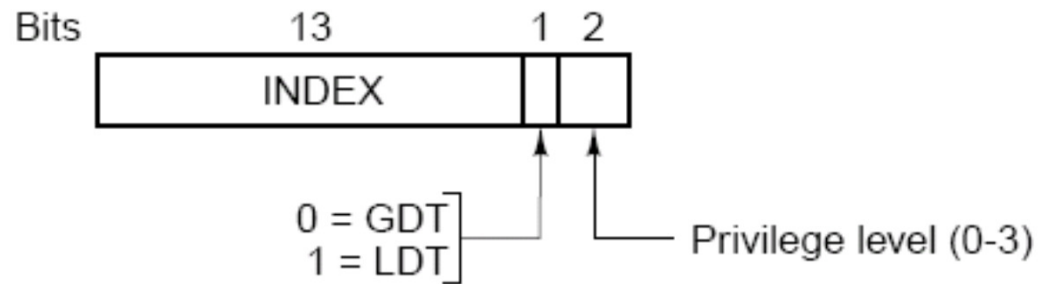 Bits 13 1 2
INDEX
0 = GDT
1 = LDT
Privilege level (0-3)